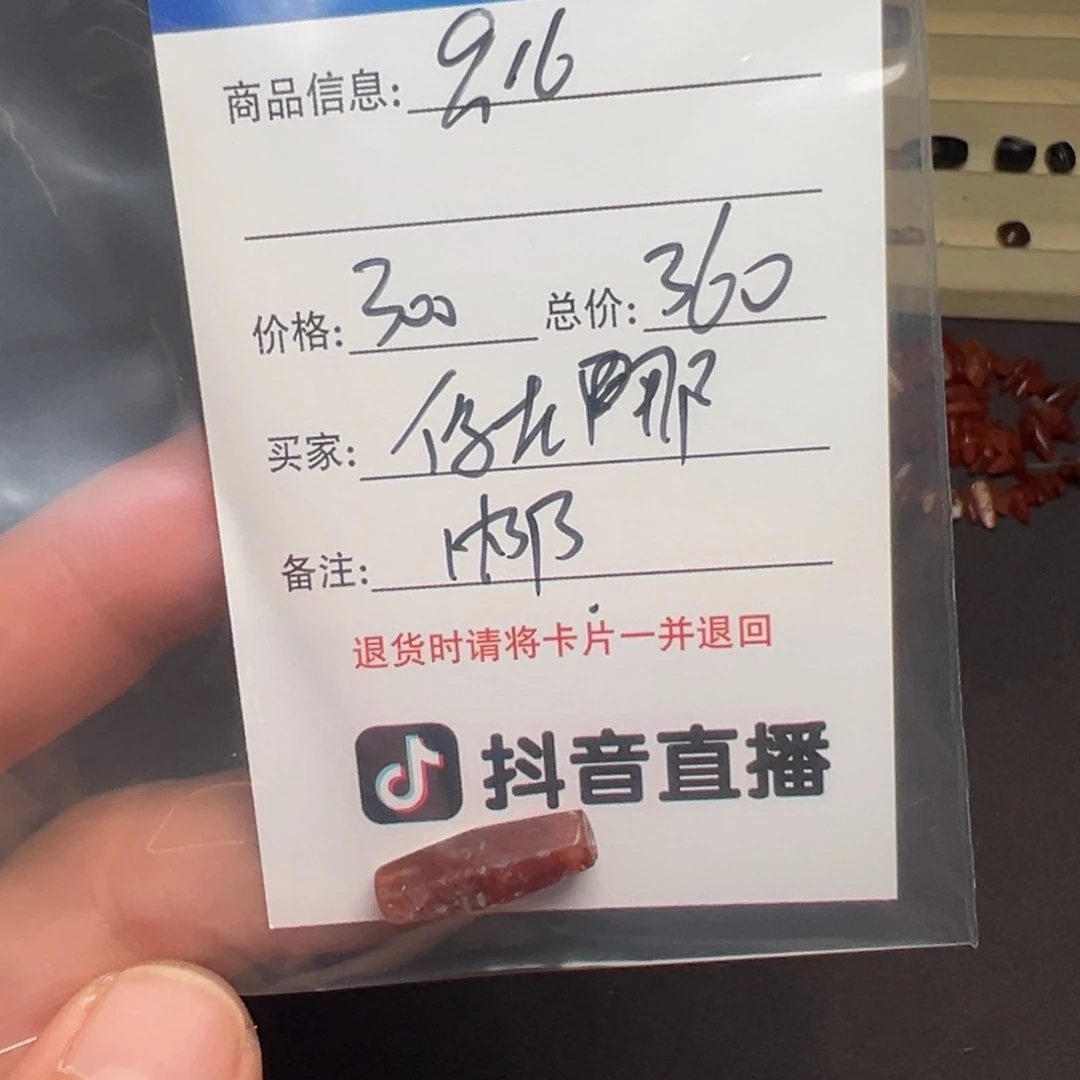 商品信息: 916
价格: 300 总价: 360
买家:
备注:
退货时请将卡片一并退回
抖音直播